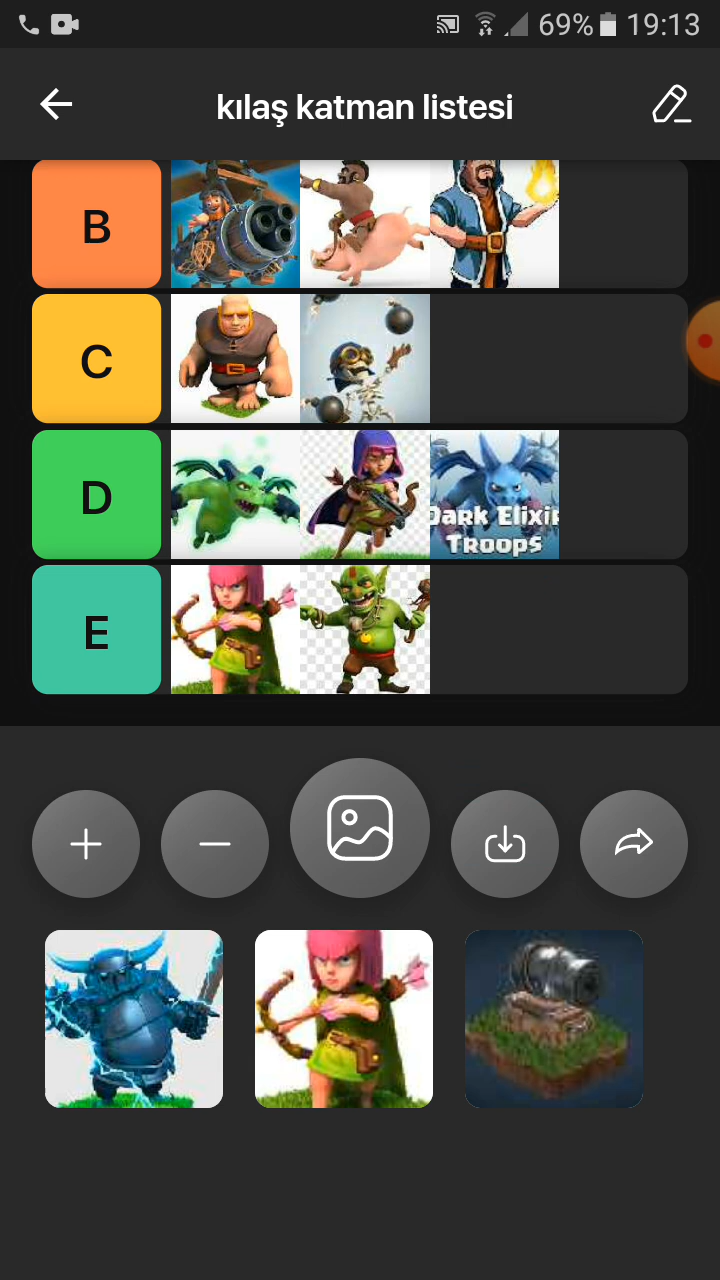 69% 19:13
kılaş katman listesi
B
C
D
Dark Elixir
Troops
E